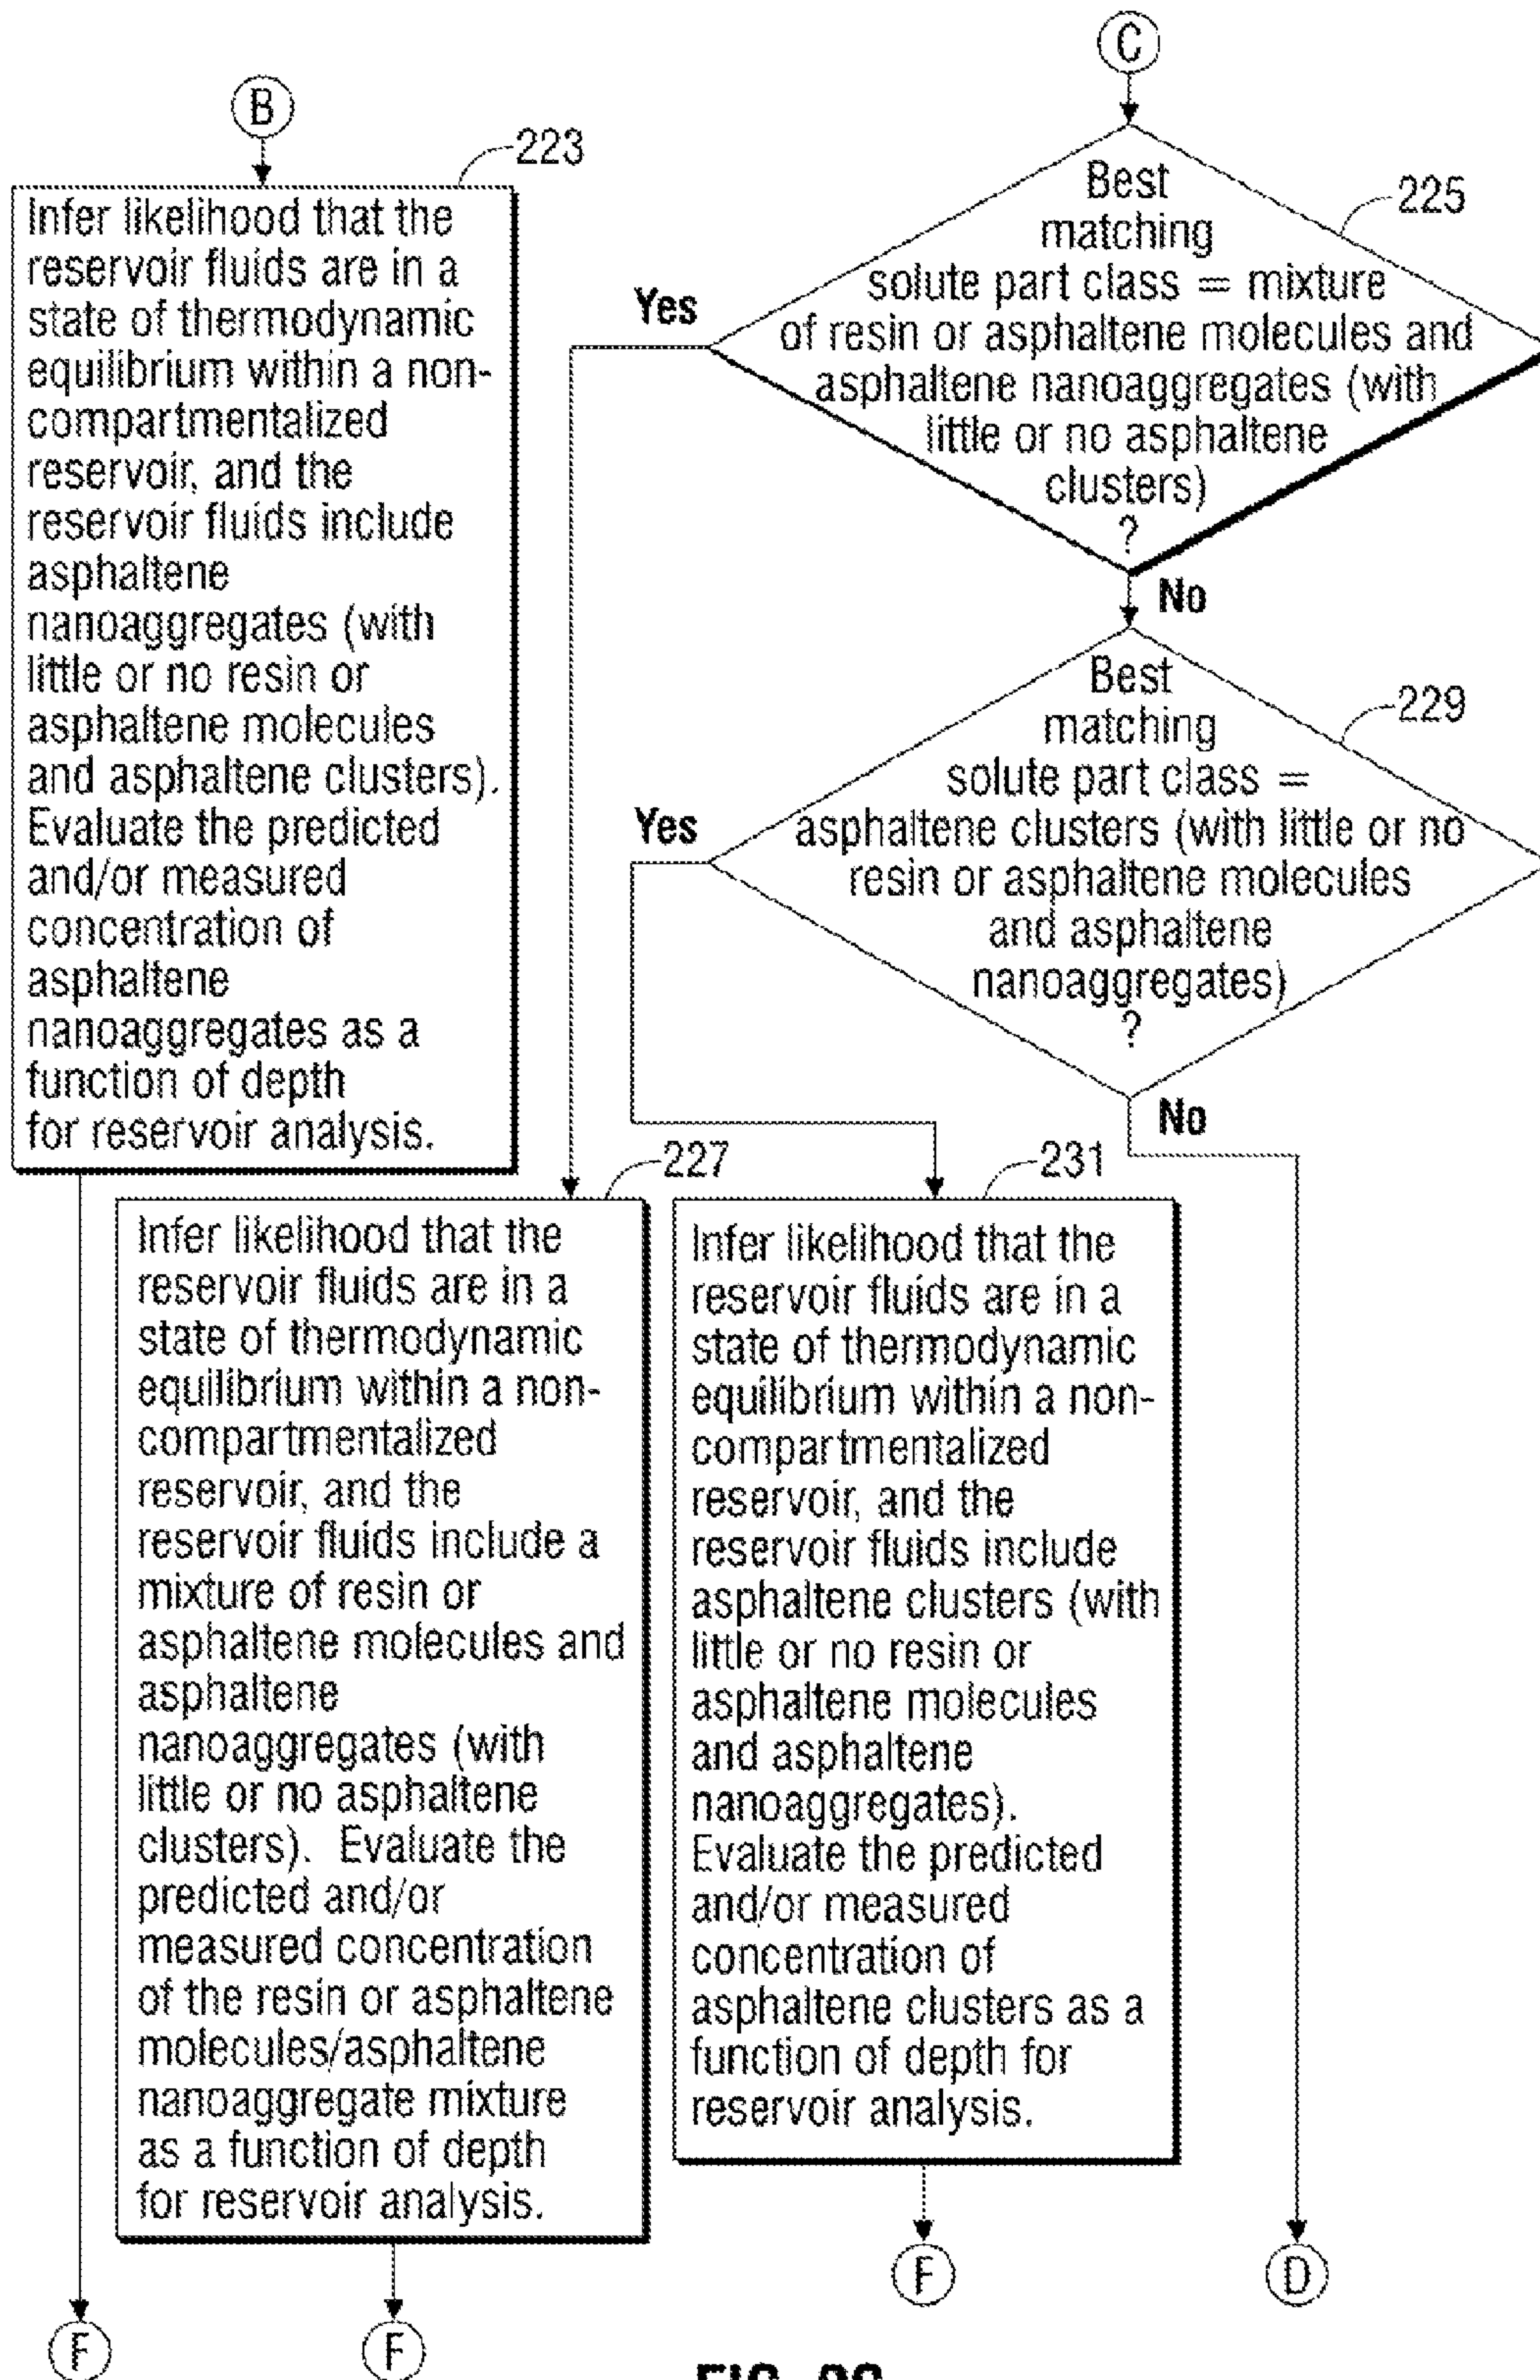 B
223
Infer likelihood that the
reservoir fluids are in a
state of thermodynamic
equilibrium within a non-
compartmentalized
reservoir, and the
reservoir fluids include
asphaltene
nanoaggregates (with
little or no resin or
asphaltene molecules
and asphaltene clusters).
Evaluate the predicted
and/or measured
concentration of
asphaltene
nanoaggregates as a
function of depth
for reservoir analysis.
F
C
225
Best
matching
solute part class = mixture
of resin or asphaltene molecules and
asphaltene nanoaggregates (with
little or no asphaltene
clusters)
?
Yes
No
229
Best
matching
solute part class =
asphaltene clusters (with little or no
resin or asphaltene molecules
and asphaltene
nanoaggregates)
?
Yes
No
227
Infer likelihood that the
reservoir fluids are in a
state of thermodynamic
equilibrium within a non-
compartmentalized
reservoir, and the
reservoir fluids include a
mixture of resin or
asphaltene molecules and
asphaltene
nanoaggregates (with
little or no asphaltene
clusters). Evaluate the
predicted and/or
measured concentration
of the resin or asphaltene
molecules/asphaltene
nanoaggregate mixture
as a function of depth
for reservoir analysis.
F
231
Infer likelihood that the
reservoir fluids are in a
state of thermodynamic
equilibrium within a non-
compartmentalized
reservoir, and the
reservoir fluids include
asphaltene clusters (with
little or no resin or
asphaltene molecules
and asphaltene
nanoaggregates).
Evaluate the predicted
and/or measured
concentration of
asphaltene clusters as a
function of depth for
reservoir analysis.
F
D
FIG.